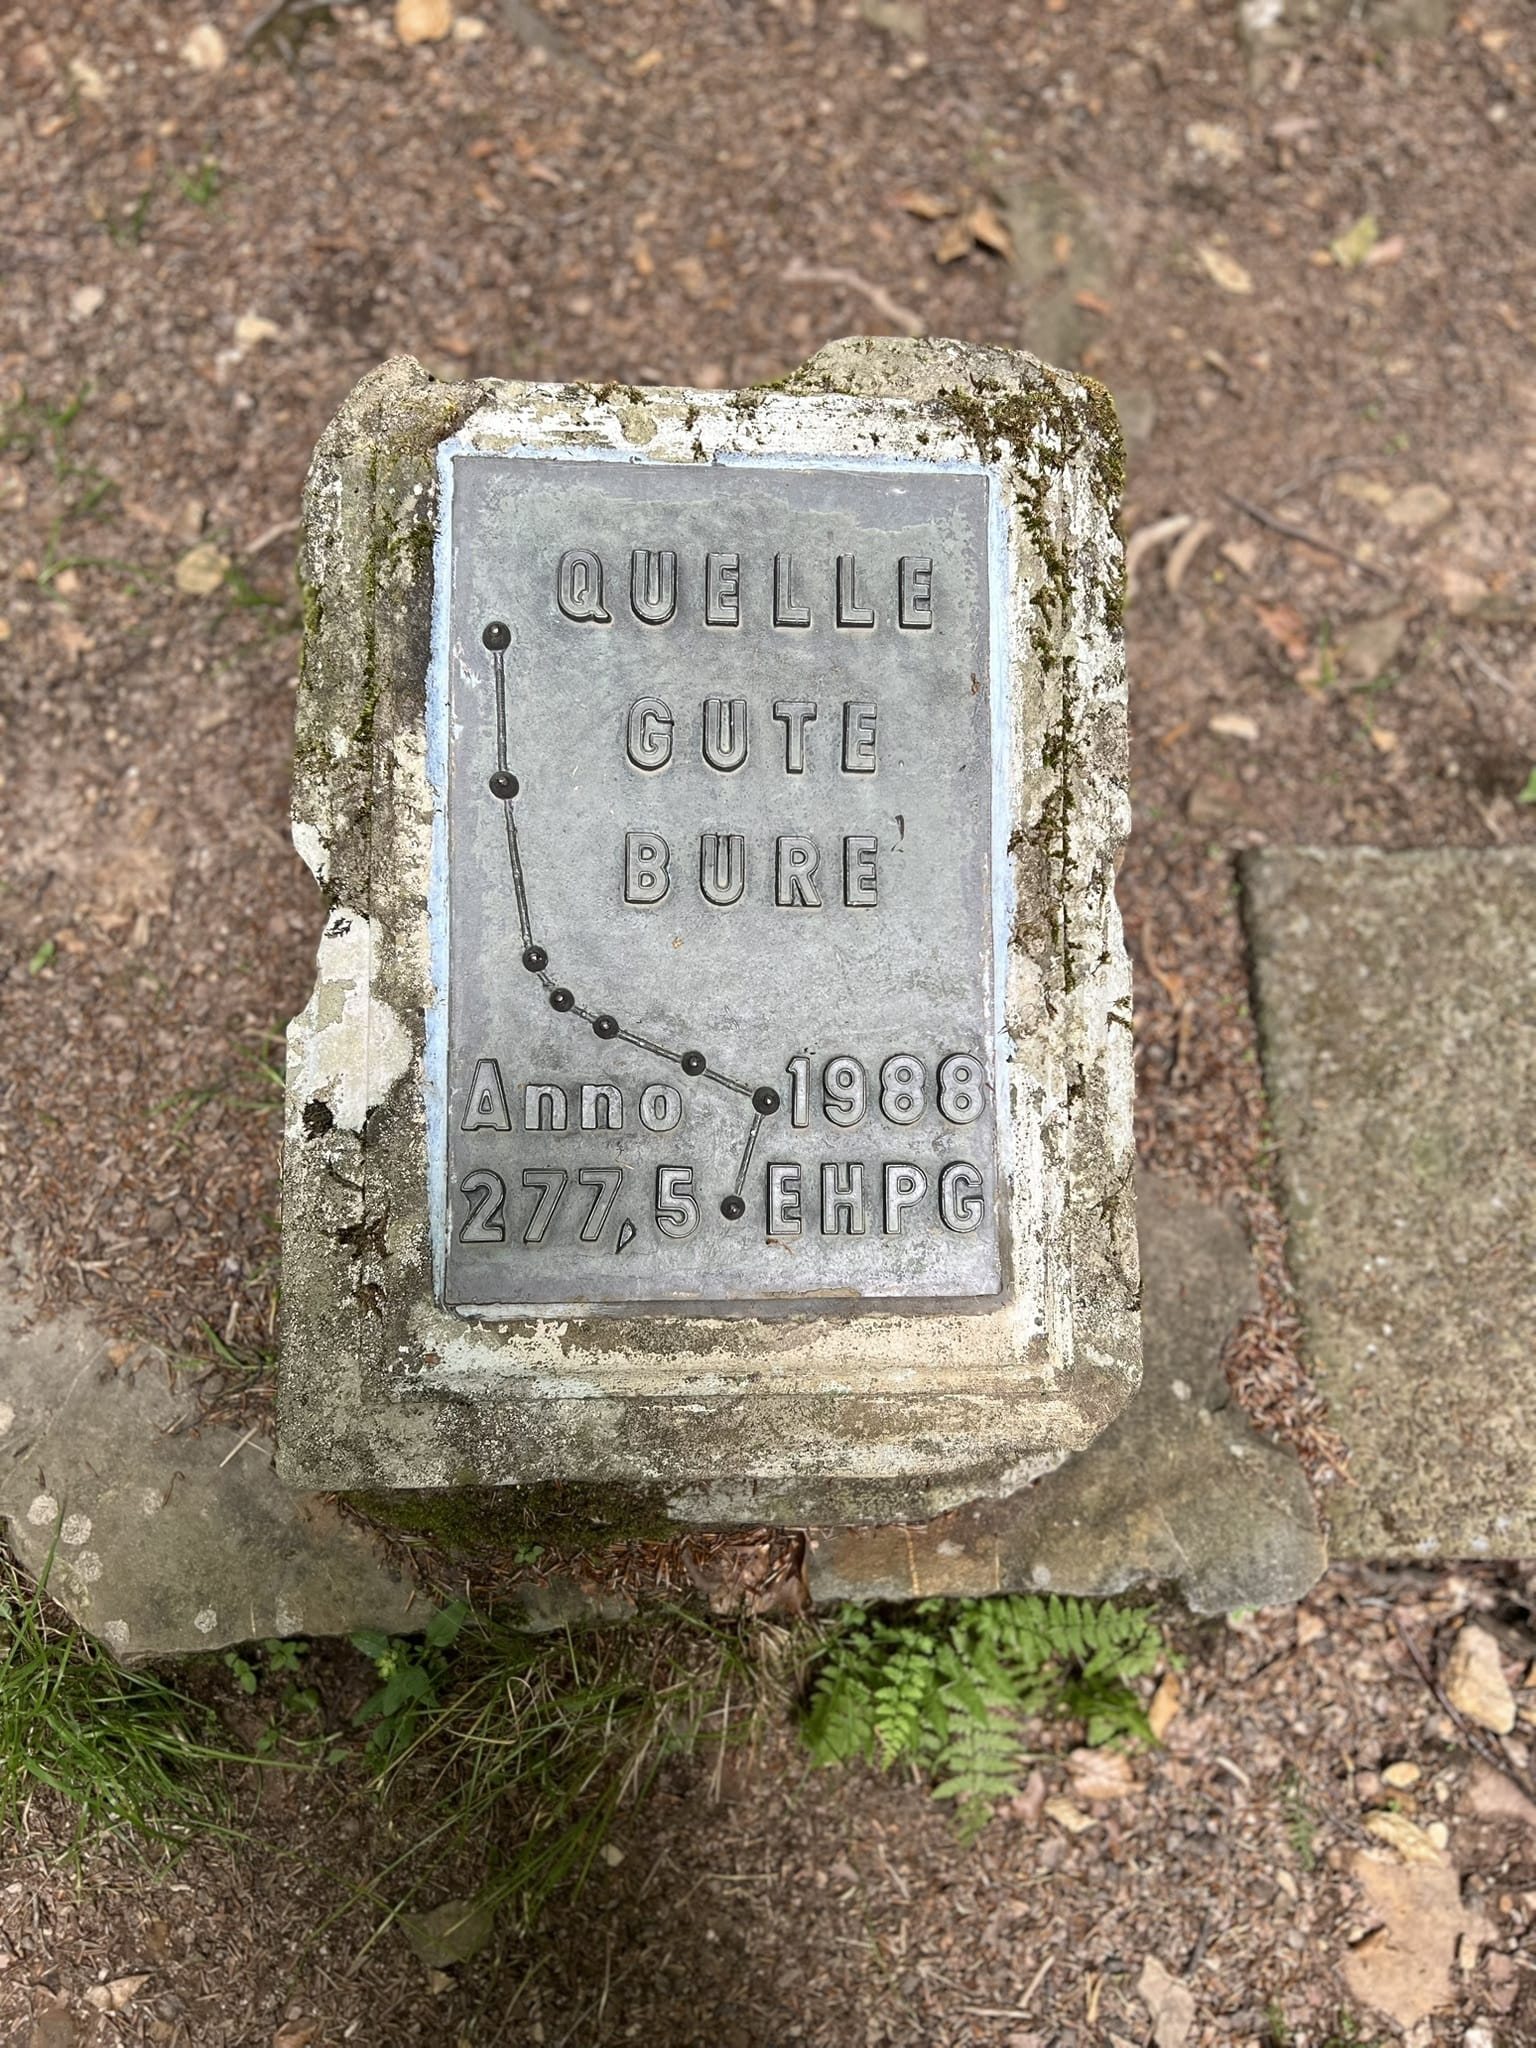 QUELLE
GUTE
BURE
Anno 1988
277,5 EHPG